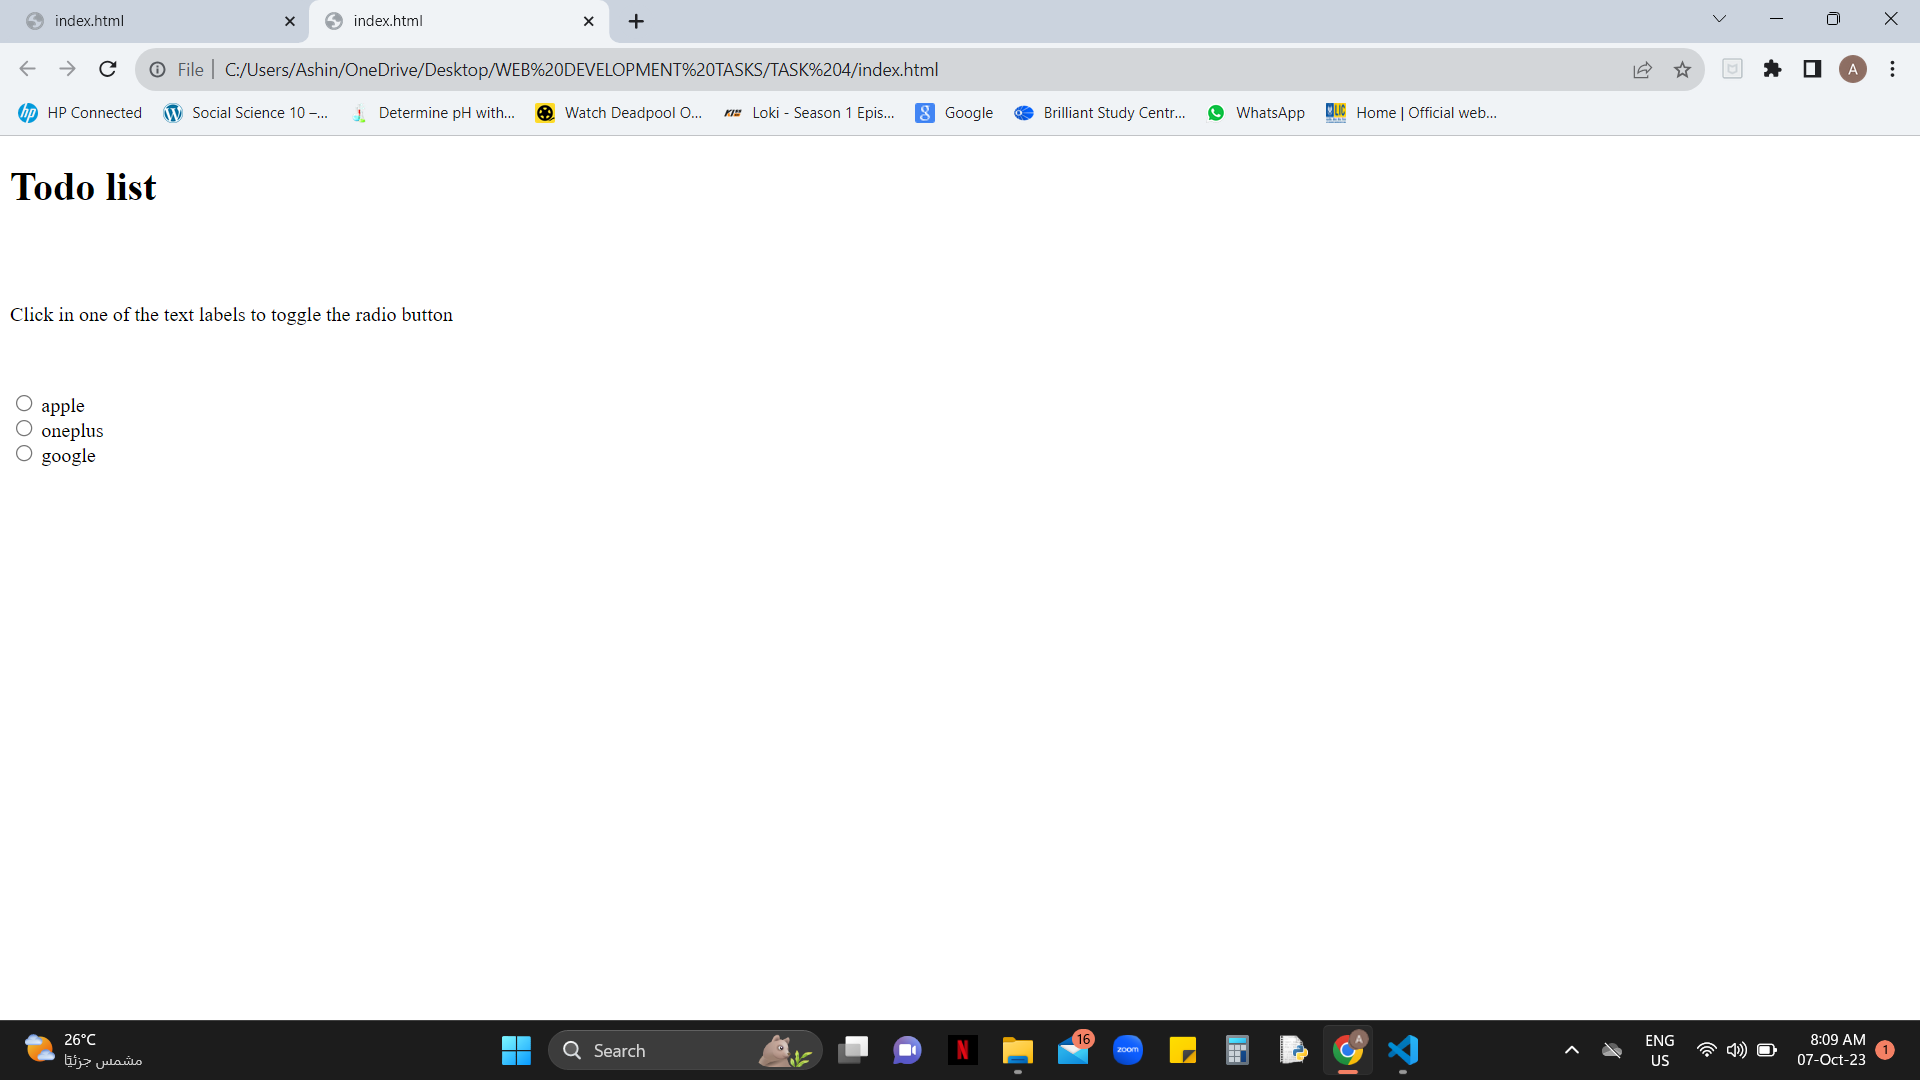 index.html
index.html
File
C:/Users/Ashin/OneDrive/Desktop/WEB%20DEVELOPMENT%20TASKS/TASK%204/index.html
A
hp HP Connected
Social Science 10 –...
Determine pH with...
Watch Deadpool O...
Loki - Season 1 Epis...
8 Google
Brilliant Study Centr...
WhatsApp
LIC Home | Official web...
Todo list
Click in one of the text labels to toggle the radio button
apple
oneplus
google
26°C
مشمس جزئيًا
Search
N
16
zoom
A
ENG
US
8:09 AM
07-Oct-23
1